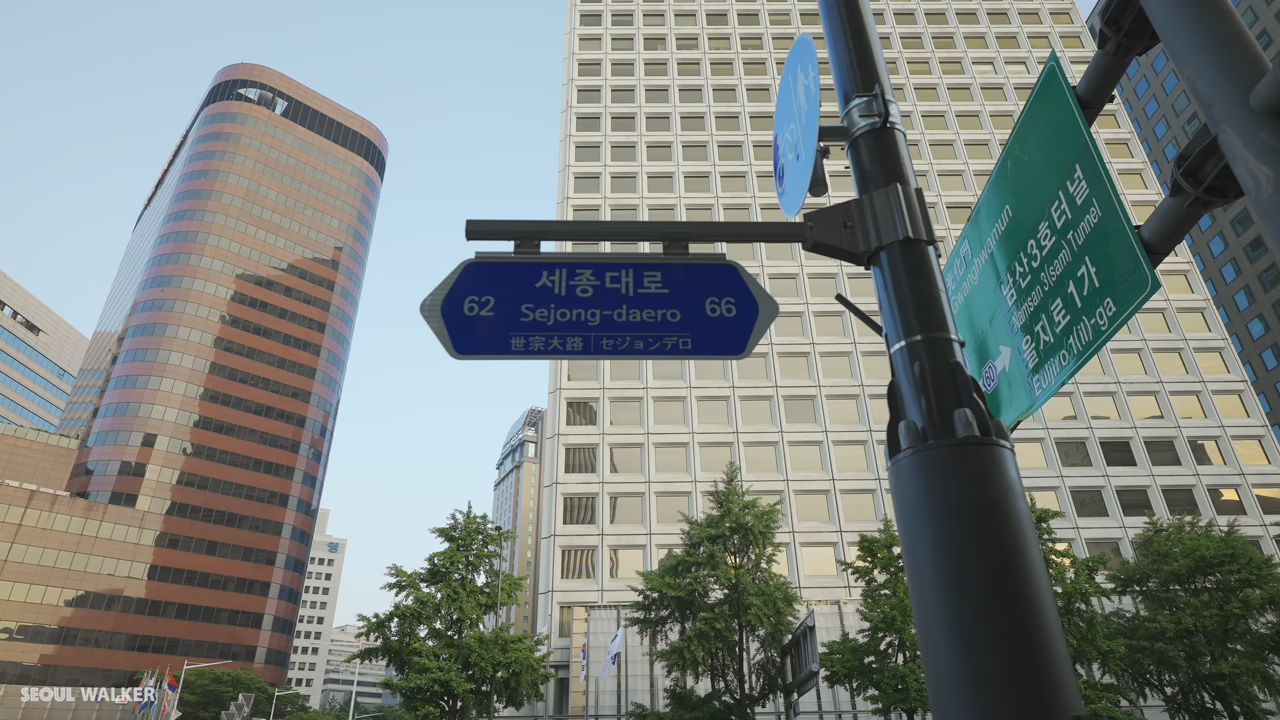 세종대로
62 Sejong-daero 66
世宗大路 | セジョンデロ
Gwanghwamun
남산3호터널
Namsan 3(sam) Tunnel
을지로1가
Euljiro 1(il)-ga
60
SEOUL WALKER